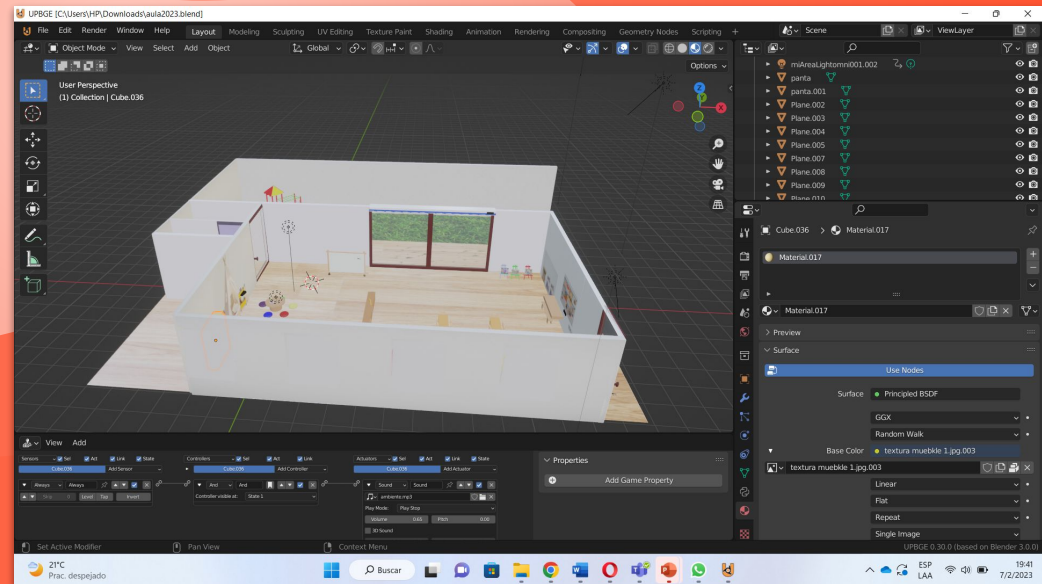 UPBGE [C:\Users\HP\Downloads\aula2023.blend]
File Edit Render Window Help Layout Modeling Sculpting UV Editing Texture Paint Shading Animation Rendering Compositing Geometry Nodes Scripting + Scene ViewLayer
Object Mode View Select Add Object Global
Options
User Perspective
(1) Collection | Cube.036
Z
Y
X
miAreaLightomni001.002
panta
panta.001
Plane.002
Plane.003
Plane.004
Plane.005
Plane.007
Plane.008
Plane.009
Plane.010
Cube.036 > Material.017
Material.017
Material.017
Preview
Surface
Use Nodes
Surface Principled BSDF
GGX
Random Walk
Base Color textura muebkle 1.jpg.003
textura muebkle 1.jpg.003
Linear
Flat
Repeat
Single Image
View Add
Sensors Sel Act Link State Controllers Sel Act Link Actuators Sel Act Link State
Cube.036 Add Sensor Cube.036 Add Controller Cube.036 Add Actuator
Always Always And And Sound Sound
Skip 0 Level Tap Invert Controller visible at: State 1 ambiente.mp3
Play Mode: Play Stop
Volume 0.65 Pitch 0.00
3D Sound
Properties
Add Game Property
Set Active Modifier Pan View Context Menu UPBGE 0.30.0 (based on Blender 3.0.0)
21°C
Prac. despejado
Buscar
ESP
LAA
19:41
7/2/2023